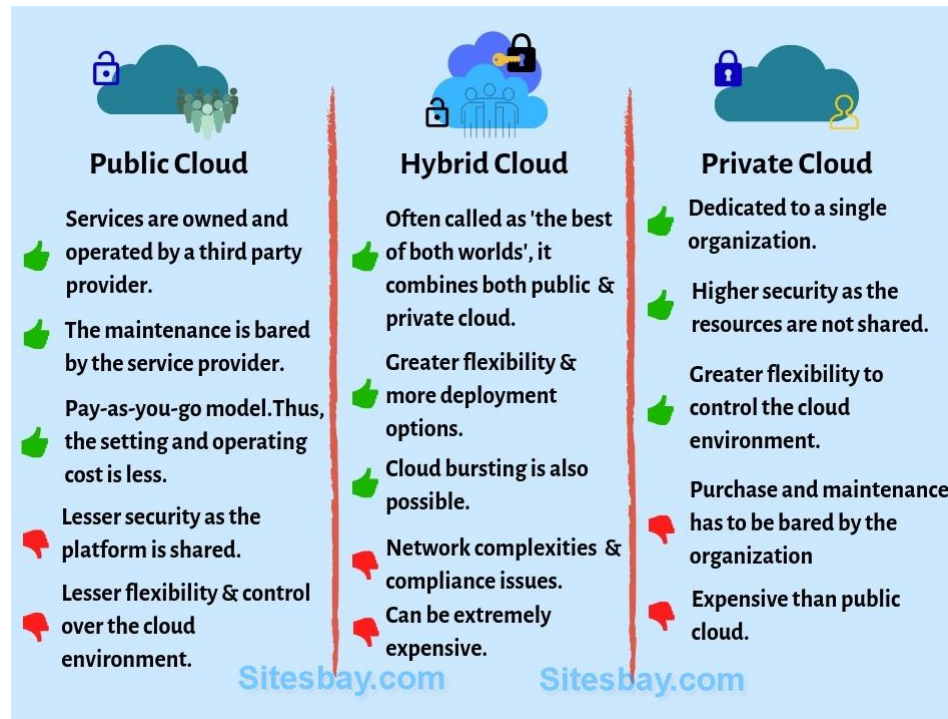 Public Cloud
Services are owned and
operated by a third party
provider.
The maintenance is bared
by the service provider.
Pay-as-you-go model.Thus,
the setting and operating
cost is less.
Lesser security as the
platform is shared.
Lesser flexibility & control
over the cloud
environment.
Hybrid Cloud
Often called as 'the best
of both worlds', it
combines both public &
private cloud.
Greater flexibility &
more deployment
options.
Cloud bursting is also
possible.
Network complexities &
compliance issues.
Can be extremely
expensive.
Private Cloud
Dedicated to a single
organization.
Higher security as the
resources are not shared.
Greater flexibility to
control the cloud
environment.
Purchase and maintenance
has to be bared by the
organization
Expensive than public
cloud.
Sitesbay.com
Sitesbay.com